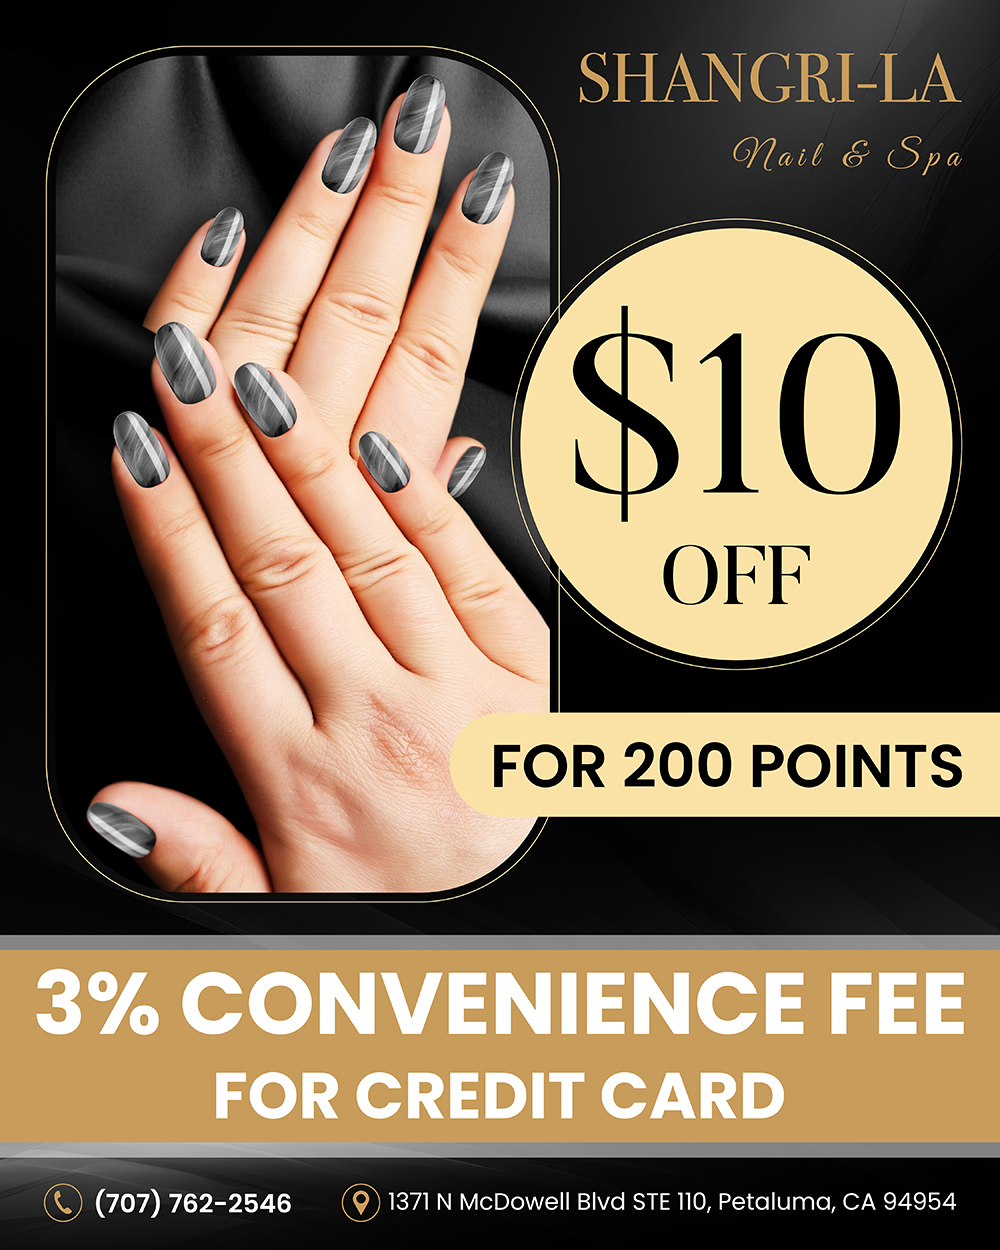 SHANGRI-LA
Nail & Spa
$10
OFF
FOR 200 POINTS
3% CONVENIENCE FEE
FOR CREDIT CARD
(707) 762-2546
1371 N McDowell Blvd STE 110, Petaluma, CA 94954